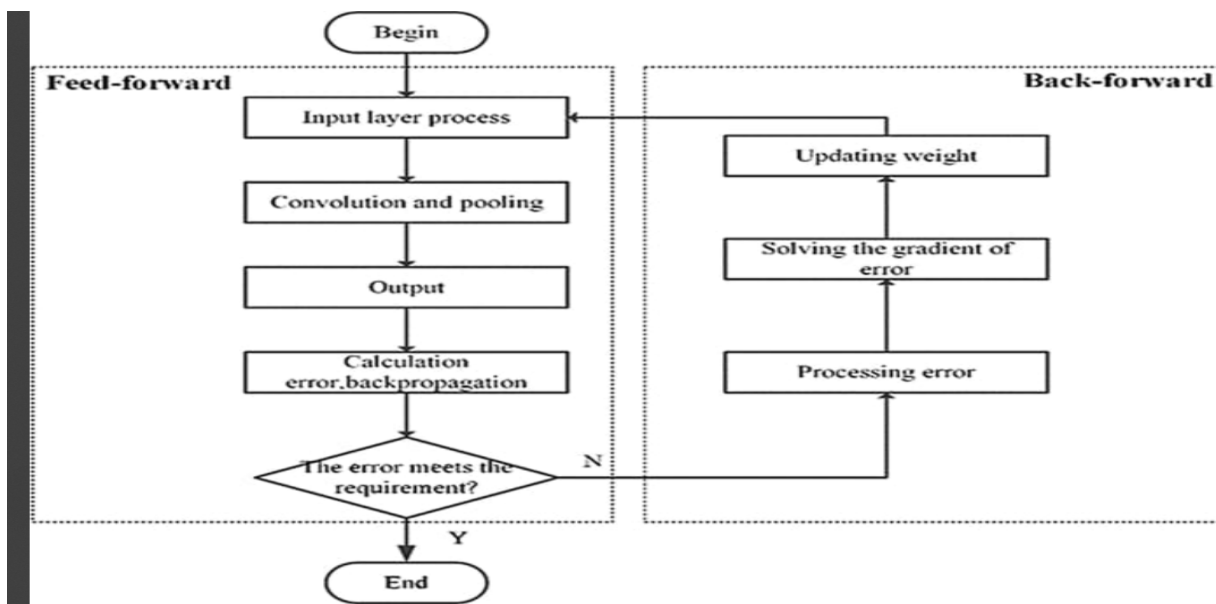 Begin
Feed-forward
Back-forward
Input layer process
Updating weight
Convolution and pooling
Solving the gradient of
error
Output
Calculation
error,backpropagation
Processing error
The error meets the
requirement?
N
Y
End